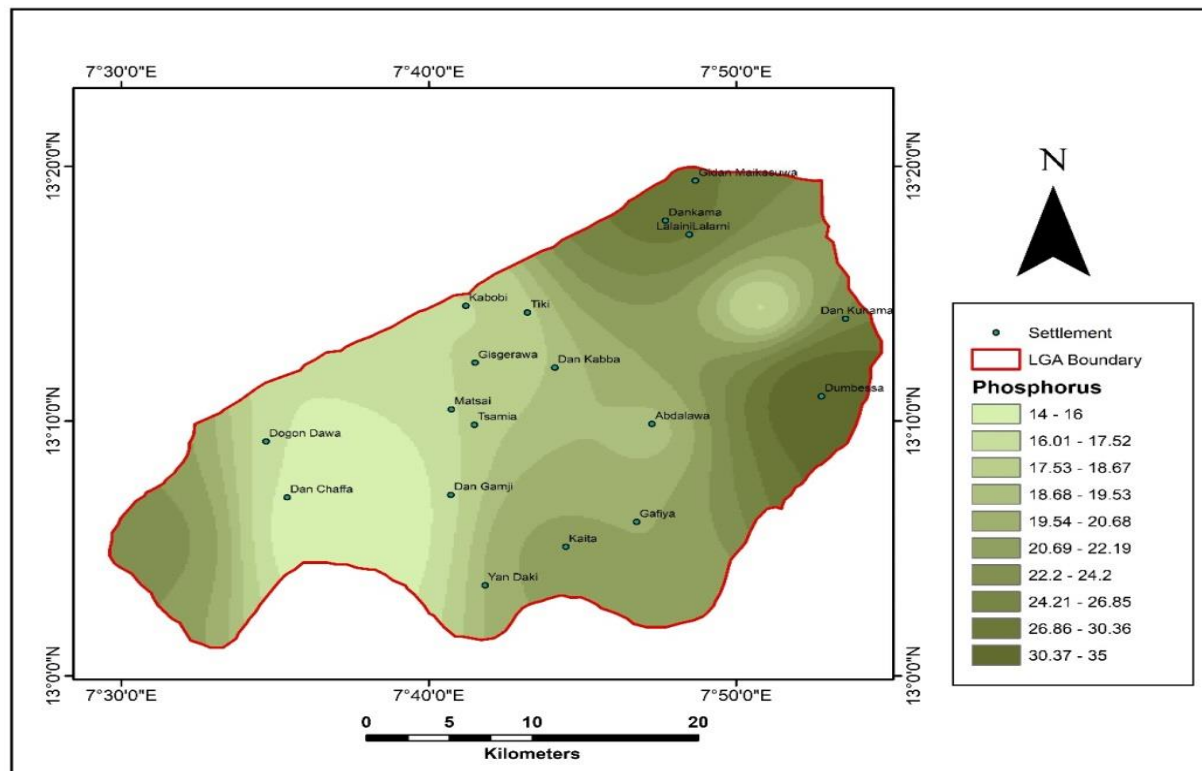 7°30'0"E 7°40'0"E 7°50'0"E
N
13°20'0"N 13°20'0"N
Gidan Maikasuwa
Dankama
LalainiLalarni
Kabobi Tiki Dan Kunama
Gisgerawa Dan Kabba
Dumbessa
Matsai
Tsamia Abdalawa
13°10'0"N 13°10'0"N
Dogon Dawa
Dan Chaffa Dan Gamji
Gafiya
Kaita
Yan Daki
13°0'0"N 13°0'0"N
7°30'0"E 7°40'0"E 7°50'0"E
0 5 10 20
Kilometers
Settlement
LGA Boundary
Phosphorus
14 - 16
16.01 - 17.52
17.53 - 18.67
18.68 - 19.53
19.54 - 20.68
20.69 - 22.19
22.2 - 24.2
24.21 - 26.85
26.86 - 30.36
30.37 - 35